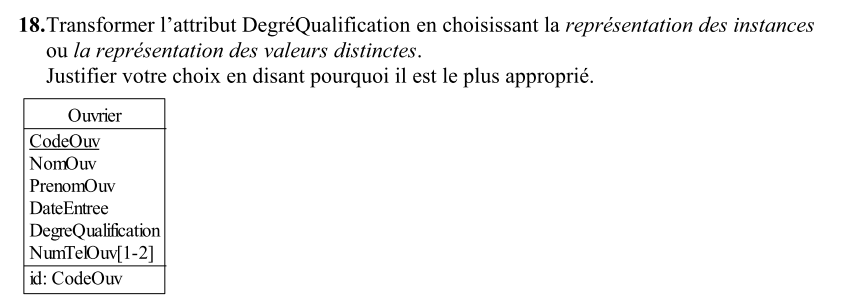 18.Transformer l’attribut DegréQualification en choisissant la représentation des instances
ou la représentation des valeurs distinctes.
Justifier votre choix en disant pourquoi il est le plus approprié.
Ouvrier
CodeOuv
NomOuv
PrenomOuv
DateEntree
DegreQualification
NumTelOuv[1-2]
id: CodeOuv